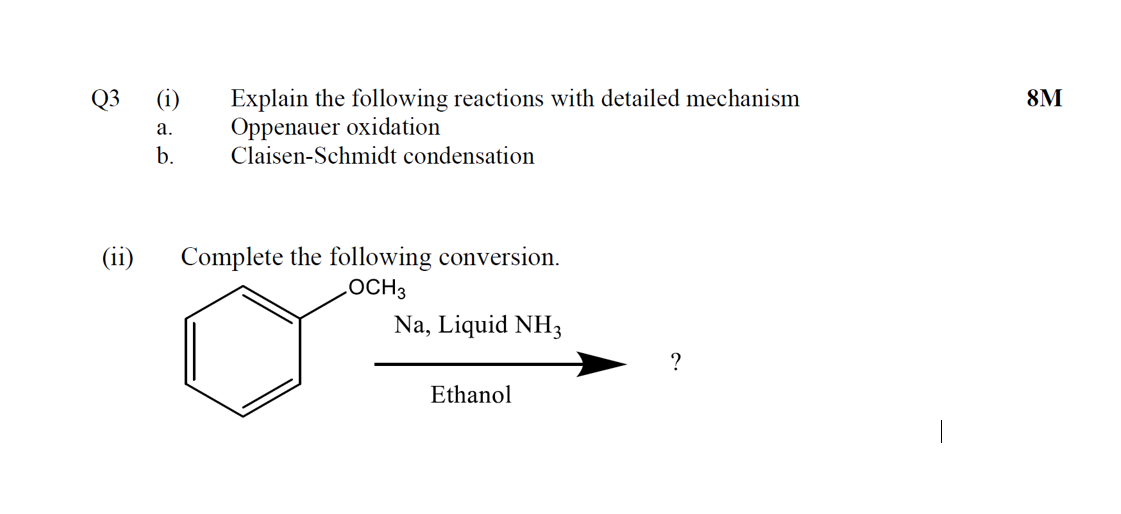 Q3 (i) Explain the following reactions with detailed mechanism 8M
a. Oppenauer oxidation
b. Claisen-Schmidt condensation
(ii) Complete the following conversion.
OCH₃
Na, Liquid NH₃
?
Ethanol